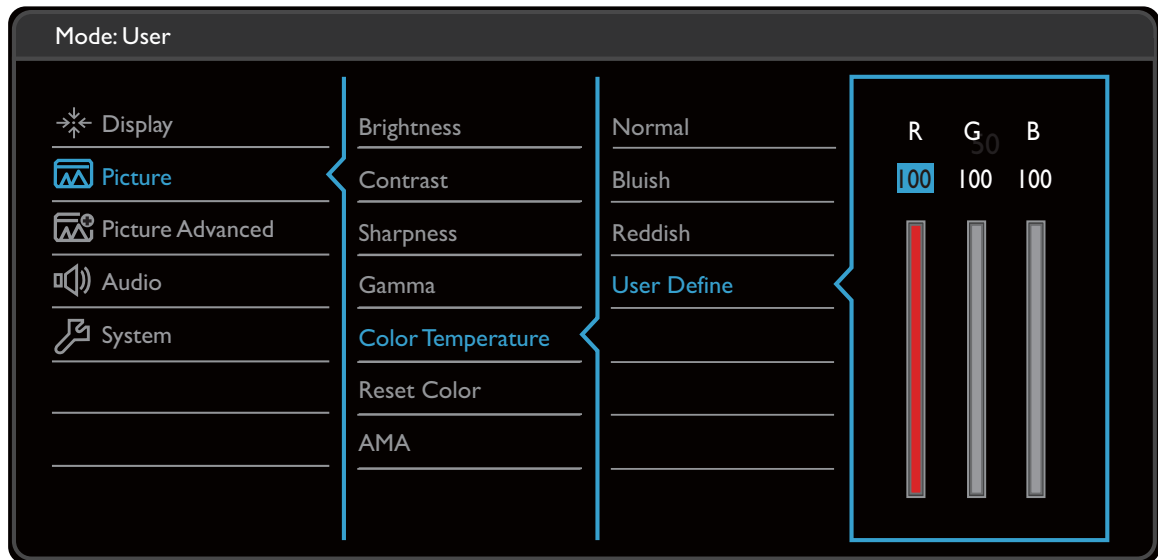 Mode: User
Display
Picture
Picture Advanced
Audio
System
Brightness
Contrast
Sharpness
Gamma
Color Temperature
Reset Color
AMA
Normal
Bluish
Reddish
User Define
R G B
50
100 100 100